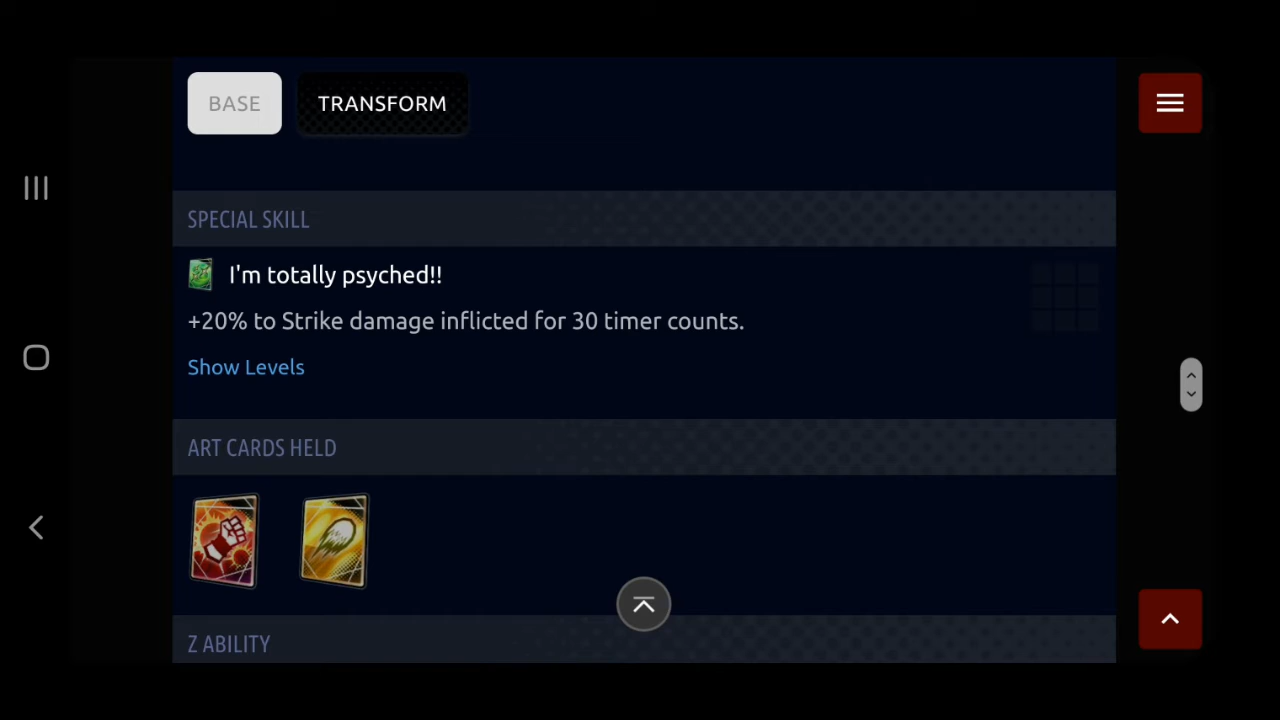 BASE
TRANSFORM
SPECIAL SKILL
I'm totally psyched!!
+20% to Strike damage inflicted for 30 timer counts.
Show Levels
ART CARDS HELD
Z ABILITY